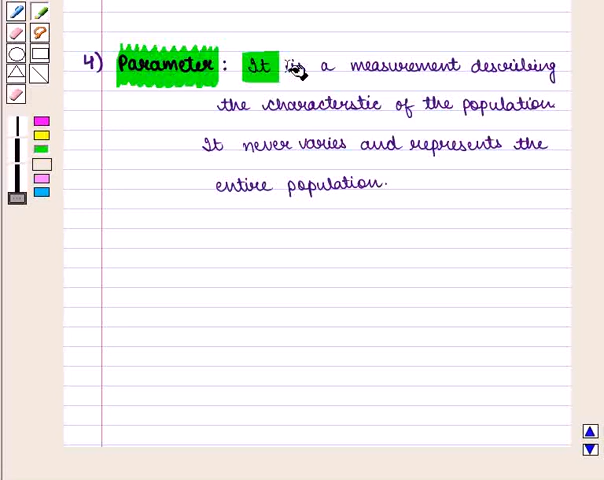 4) Parameter : It is a measurement describing
the characterstic of the population.
It never varies and represents the
entire population.